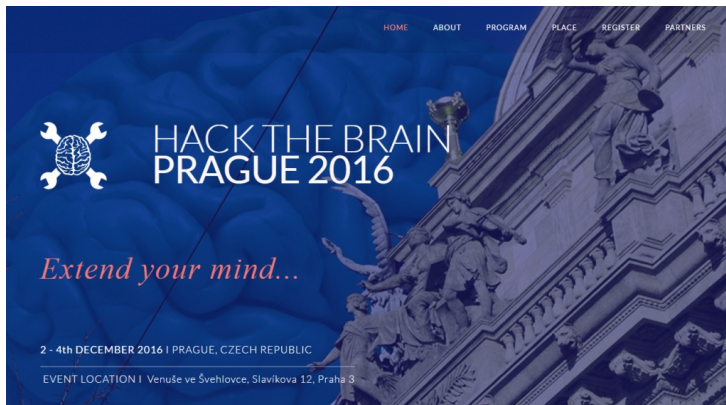 HOME ABOUT PROGRAM PLACE REGISTER PARTNERS
HACK THE BRAIN
PRAGUE 2016
Extend your mind...
2 - 4th DECEMBER 2016 I PRAGUE, CZECH REPUBLIC
EVENT LOCATION I Venuše ve Švehlovce, Slavíkova 12, Praha 3